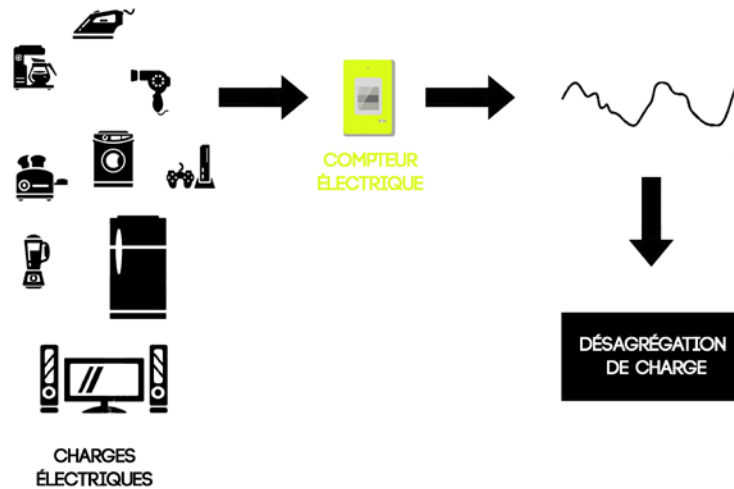 COMPTEUR
ÉLECTRIQUE
DÉSAGRÉGATION
DE CHARGE
CHARGES
ÉLECTRIQUES